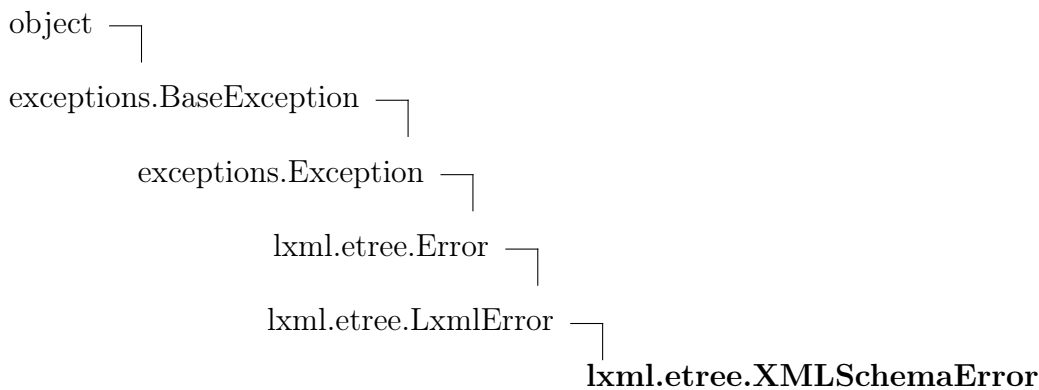 object
exceptions.BaseException
exceptions.Exception
lxml.etree.Error
lxml.etree.LxmlError
lxml.etree.XMLSchemaError